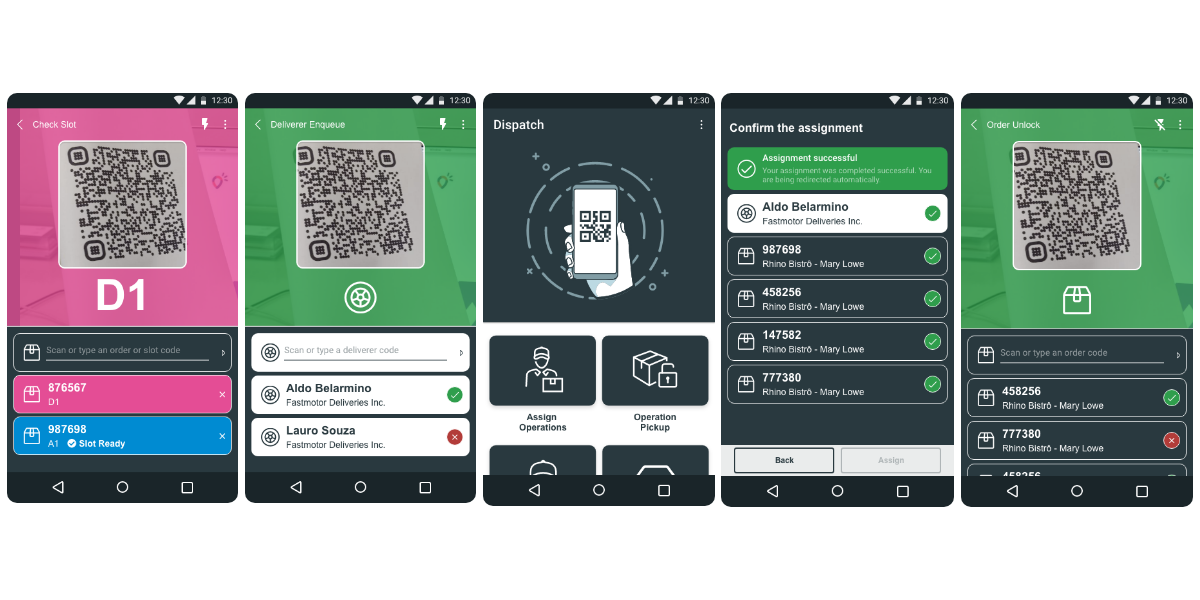 12:30
Check Slot
D1
Scan or type an order or slot code
876567
D1
987698
A1 Slot Ready
12:30
Deliverer Enqueue
Scan or type a deliverer code
Aldo Belarmino
Fastmotor Deliveries Inc.
Lauro Souza
Fastmotor Deliveries Inc.
12:30
Dispatch
Assign
Operations
Operation
Pickup
12:30
Confirm the assignment
Assignment successful
Your assignment was completed successful. You
are being redirected automatically
Aldo Belarmino
Fastmotor Deliveries Inc.
987698
Rhino Bistrô - Mary Lowe
458256
Rhino Bistrô - Mary Lowe
147582
Rhino Bistrô - Mary Lowe
777380
Rhino Bistrô - Mary Lowe
Back
Assign
12:30
Order Unlock
Scan or type an order code
458256
Rhino Bistrô - Mary Lowe
777380
Rhino Bistrô - Mary Lowe
458256